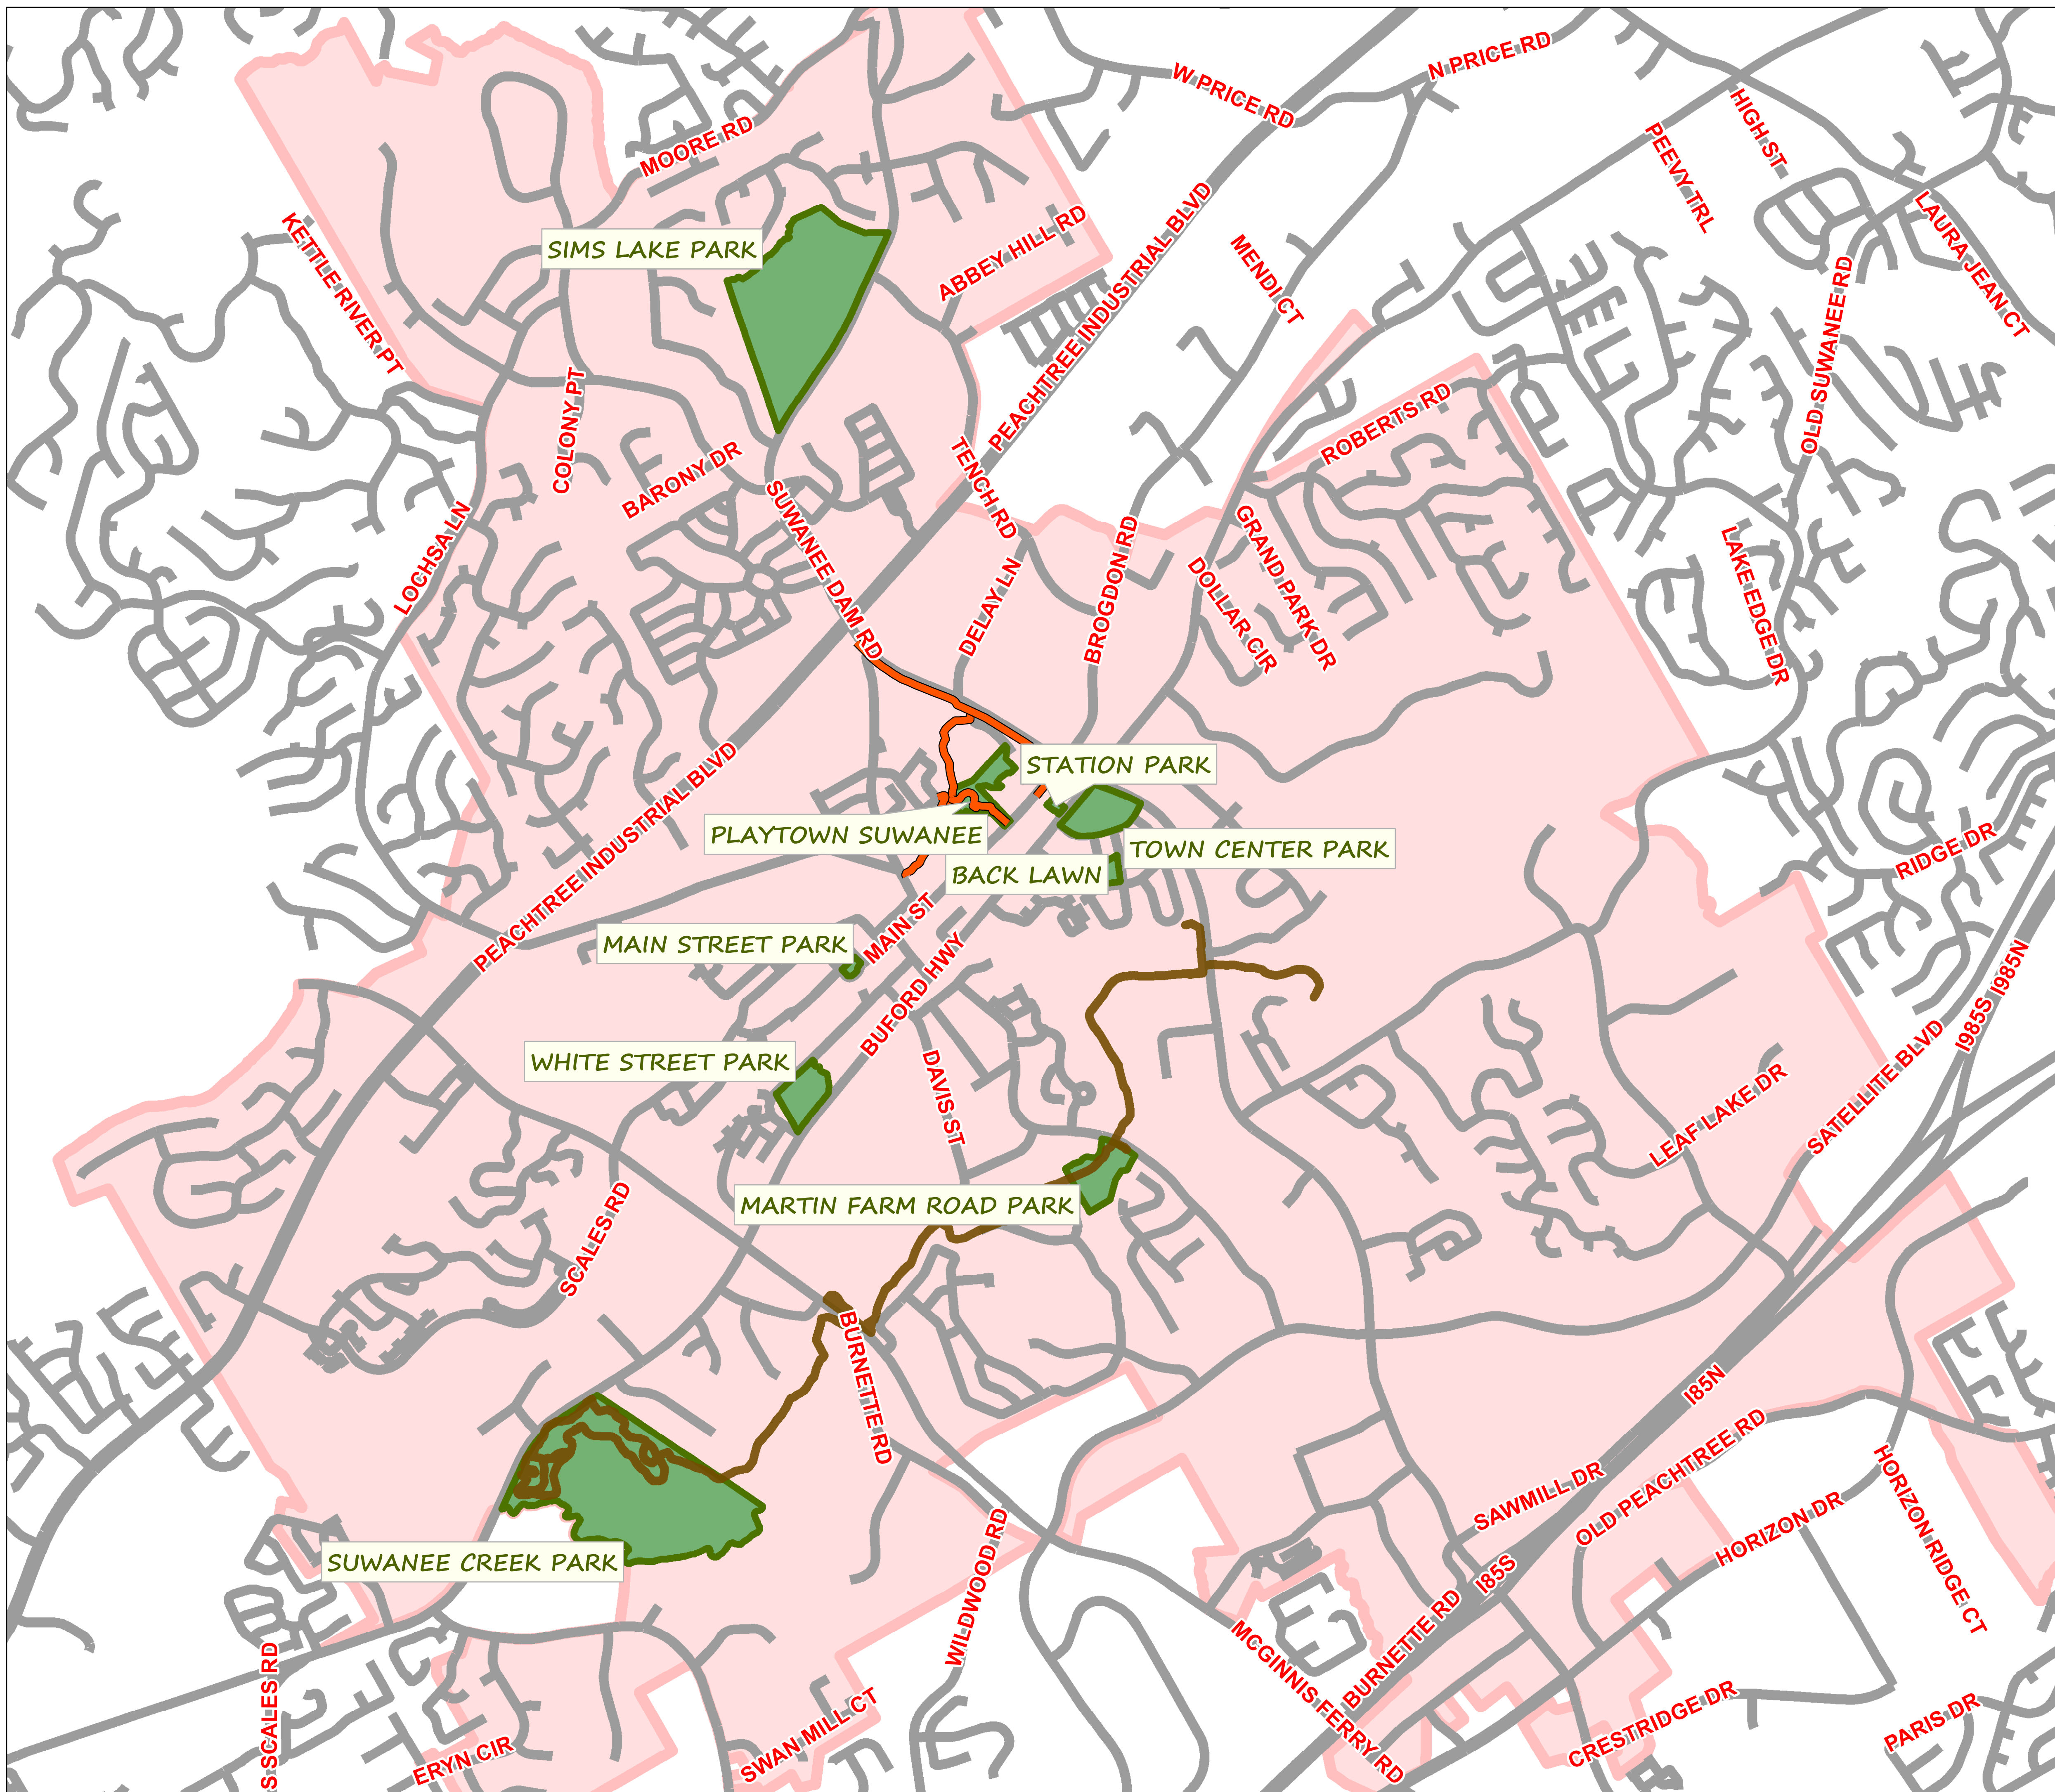 W PRICE RD
N PRICE RD
MOORE RD
HIGH ST
PEEVY TRL
KETTLE RIVER PT
SIMS LAKE PARK
ABBEY HILL RD
PEACHTREE INDUSTRIAL BLVD
MENDI CT
LAURA JEAN CT
OLD SUWANEE RD
COLONY PT
BARONY DR
ROBERTS RD
TENCH RD
SUWANEE DAM RD
LOCHSA LN
DELAY LN
BROGDON RD
DOLLAR CIR
GRAND PARK DR
LAKE EDGE DR
STATION PARK
PLAYTOWN SUWANEE
TOWN CENTER PARK
BACK LAWN
RIDGE DR
PEACHTREE INDUSTRIAL BLVD
MAIN STREET PARK
MAIN ST
BUFORD HWY
I985N
I985S
WHITE STREET PARK
DAVIS ST
SATELLITE BLVD
LEAF LAKE DR
SCALES RD
MARTIN FARM ROAD PARK
BURNETTE RD
I85N
OLD PEACHTREE RD
SAWMILL DR
HORIZON DR
HORIZON RIDGE CT
SUWANEE CREEK PARK
WILDWOOD RD
I85S
BURNETTE RD
MCGINNIS FERRY RD
S SCALES RD
ERYN CIR
SWAN MILL CT
CRESTRIDGE DR
PARIS DR